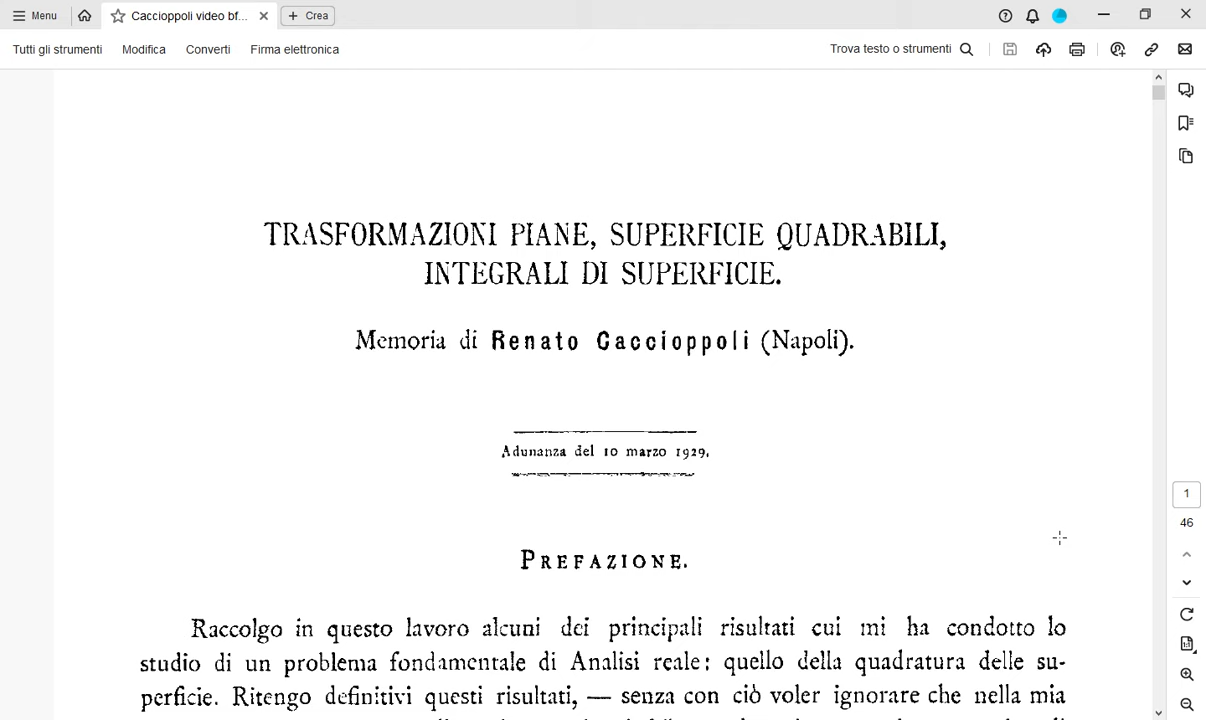 Menu
Caccioppoli video bf...
Crea
Tutti gli strumenti
Modifica
Converti
Firma elettronica
Trova testo o strumenti
TRASFORMAZIONI PIANE, SUPERFICIE QUADRABILI,
INTEGRALI DI SUPERFICIE.
Memoria di Renato Caccioppoli (Napoli).
Adunanza del 10 marzo 1929.
PREFAZIONE.
Raccolgo in questo lavoro alcuni dei principali risultati cui mi ha condotto lo
studio di un problema fondamentale di Analisi reale: quello della quadratura delle su-
perficie. Ritengo definitivi questi risultati, — senza con ciò voler ignorare che nella mia
1
46